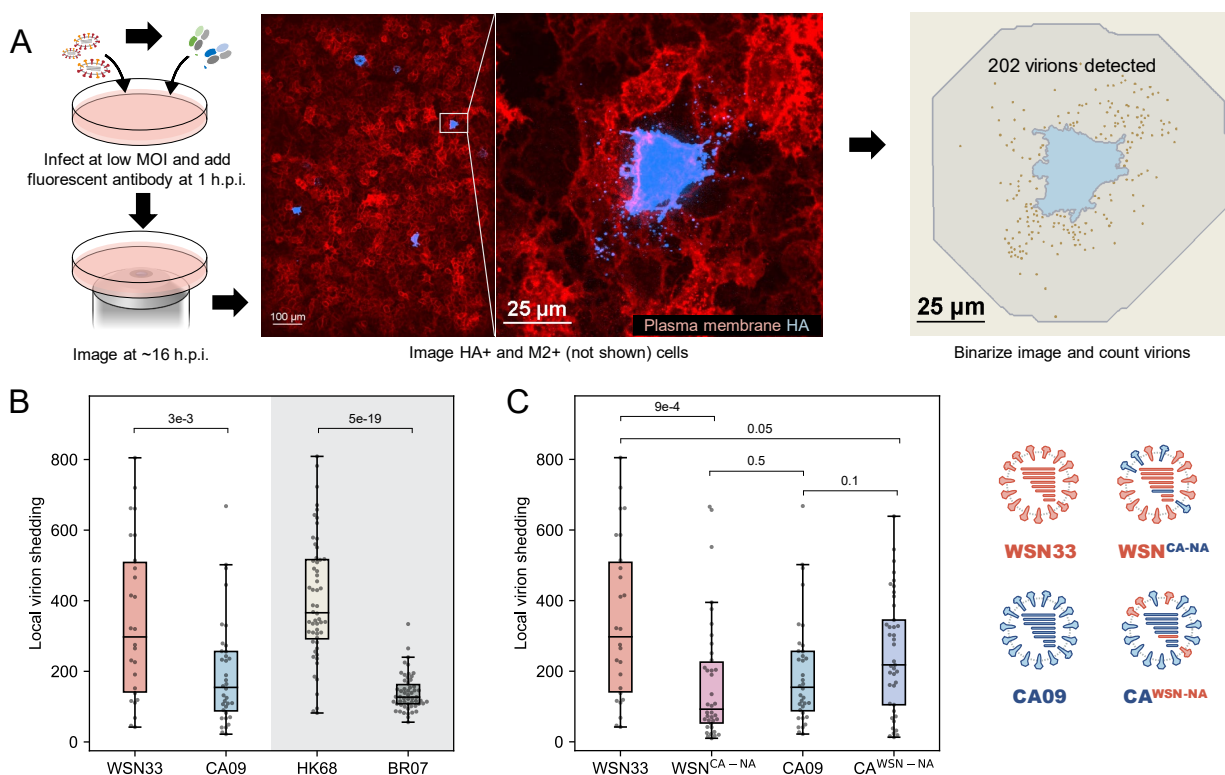 A
Infect at low MOI and add
fluorescent antibody at 1 h.p.i.
Image at ~16 h.p.i.
100 µm
25 µm
Plasma membrane HA
Image HA+ and M2+ (not shown) cells
202 virions detected
25 µm
Binarize image and count virions
B
3e-3
5e-19
Local virion shedding
800
600
400
200
0
WSN33
CA09
HK68
BR07
C
9e-4
0.05
0.5
0.1
Local virion shedding
800
600
400
200
0
WSN33
WSN^CA – NA
CA09
CA^WSN – NA
WSN33
WSN^CA-NA
CA09
CA^WSN-NA